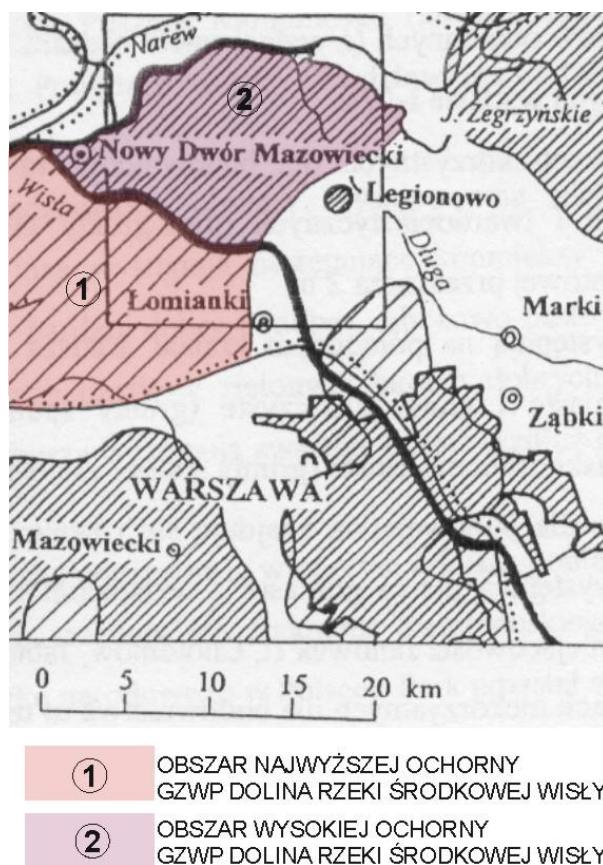 Narew
2
J. Zegrzyńskie
Nowy Dwór Mazowiecki
Legionowo
Wisła
Długa
1
Łomianki
Marki
Ząbki
WARSZAWA
Mazowiecki
0 5 10 15 20 km
1 OBSZAR NAJWYŻSZEJ OCHORNY
GZWP DOLINA RZEKI ŚRODKOWEJ WISŁY
2 OBSZAR WYSOKIEJ OCHORNY
GZWP DOLINA RZEKI ŚRODKOWEJ WISŁY